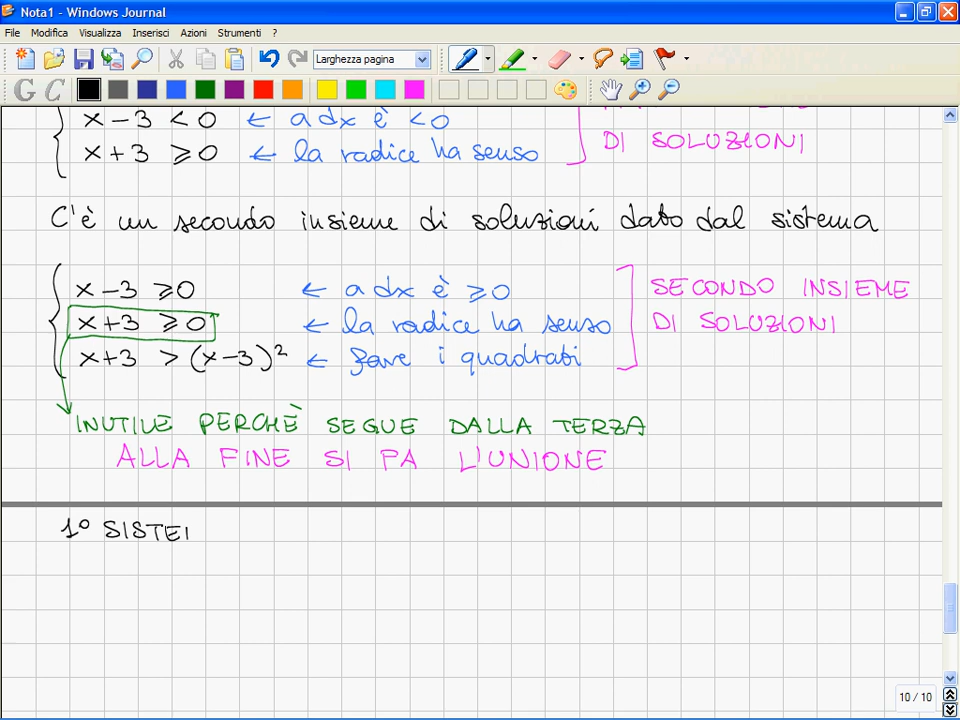 Nota1 - Windows Journal
File Modifica Visualizza Inserisci Azioni Strumenti ?
Larghezza pagina
G C
x - 3 < 0 ← a dx è < 0
x + 3 ≥ 0 ← la radice ha senso
DI SOLUZIONI
C'è un secondo insieme di soluzioni dato dal sistema
x - 3 ≥ 0 ← a dx è ≥ 0 SECONDO INSIEME
x + 3 ≥ 0 ← la radice ha senso DI SOLUZIONI
x + 3 > (x - 3)² ← fare i quadrati
INUTILE PERCHÈ SEGUE DALLA TERZA
ALLA FINE SI FA L'UNIONE
1° SISTEI
10 / 10